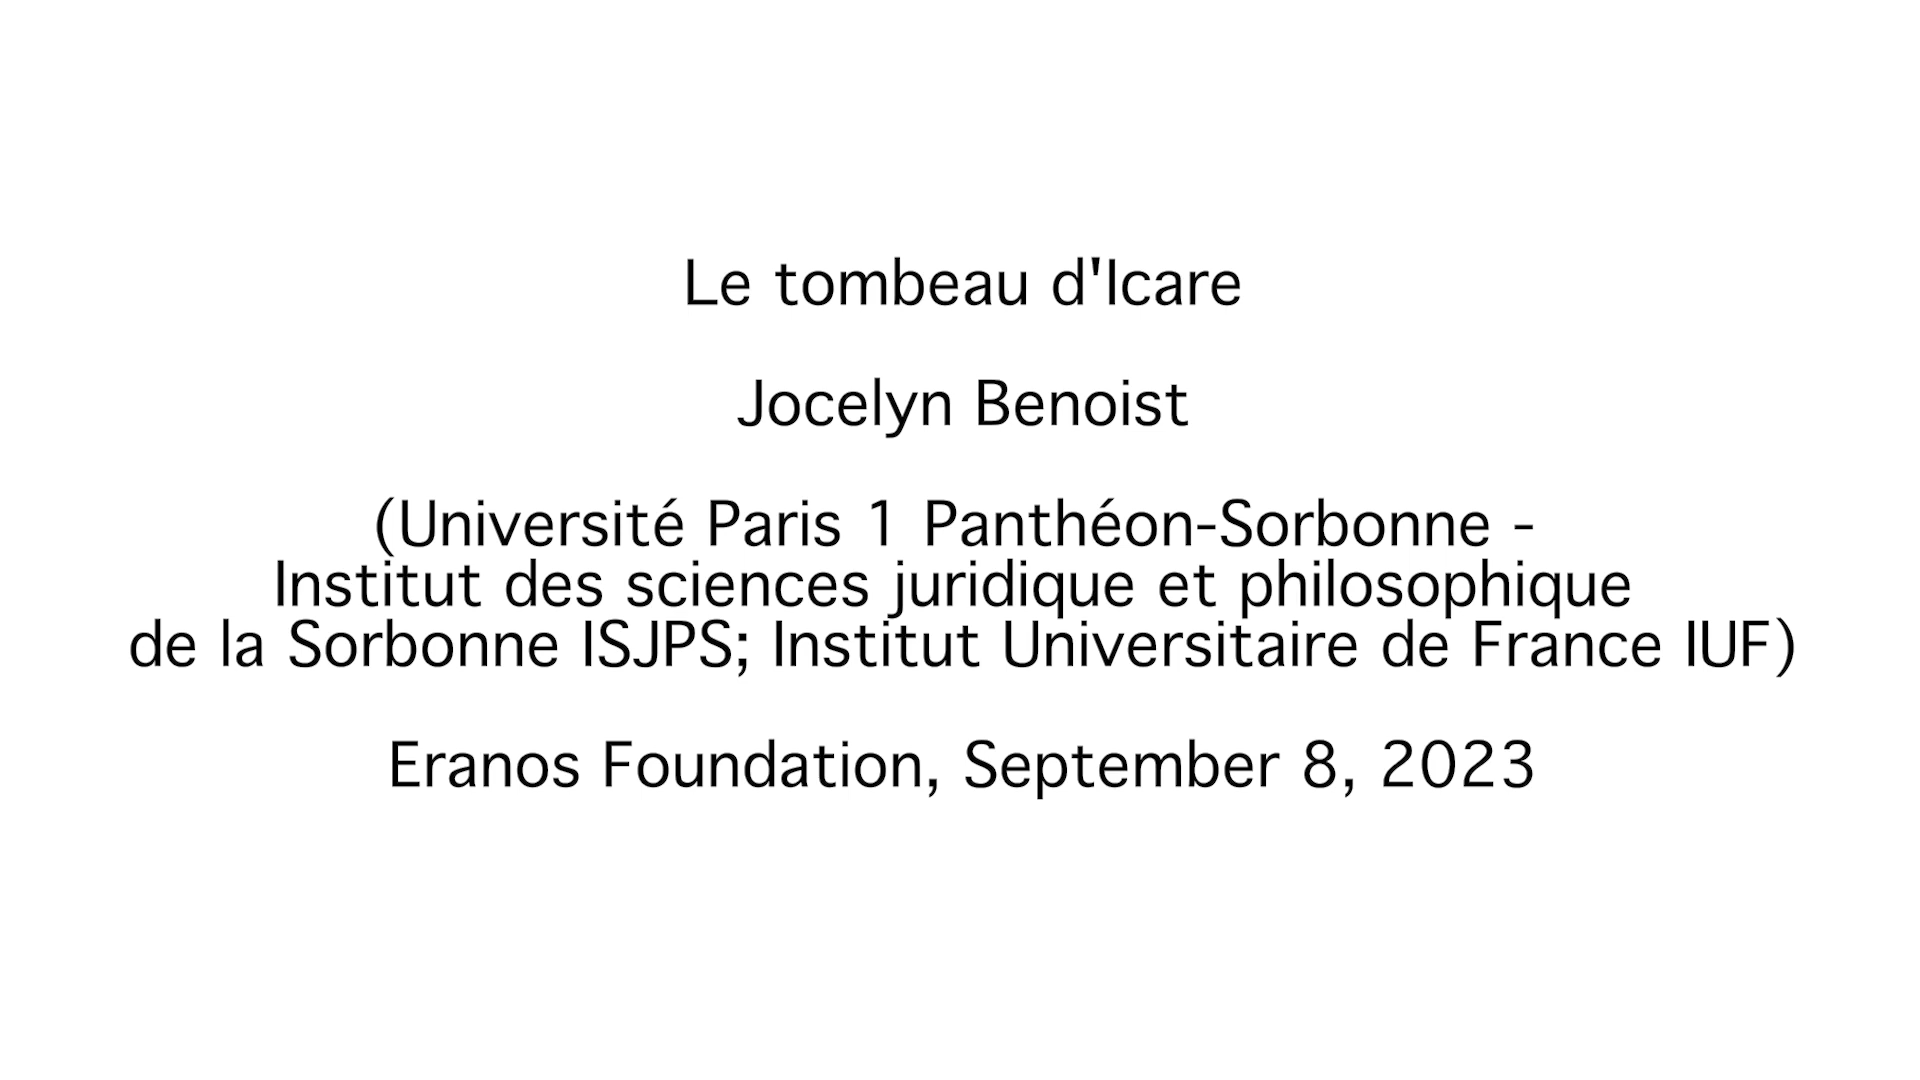 Le tombeau d'Icare
Jocelyn Benoist
(Université Paris 1 Panthéon-Sorbonne -
Institut des sciences juridique et philosophique
de la Sorbonne ISJPS; Institut Universitaire de France IUF)
Eranos Foundation, September 8, 2023